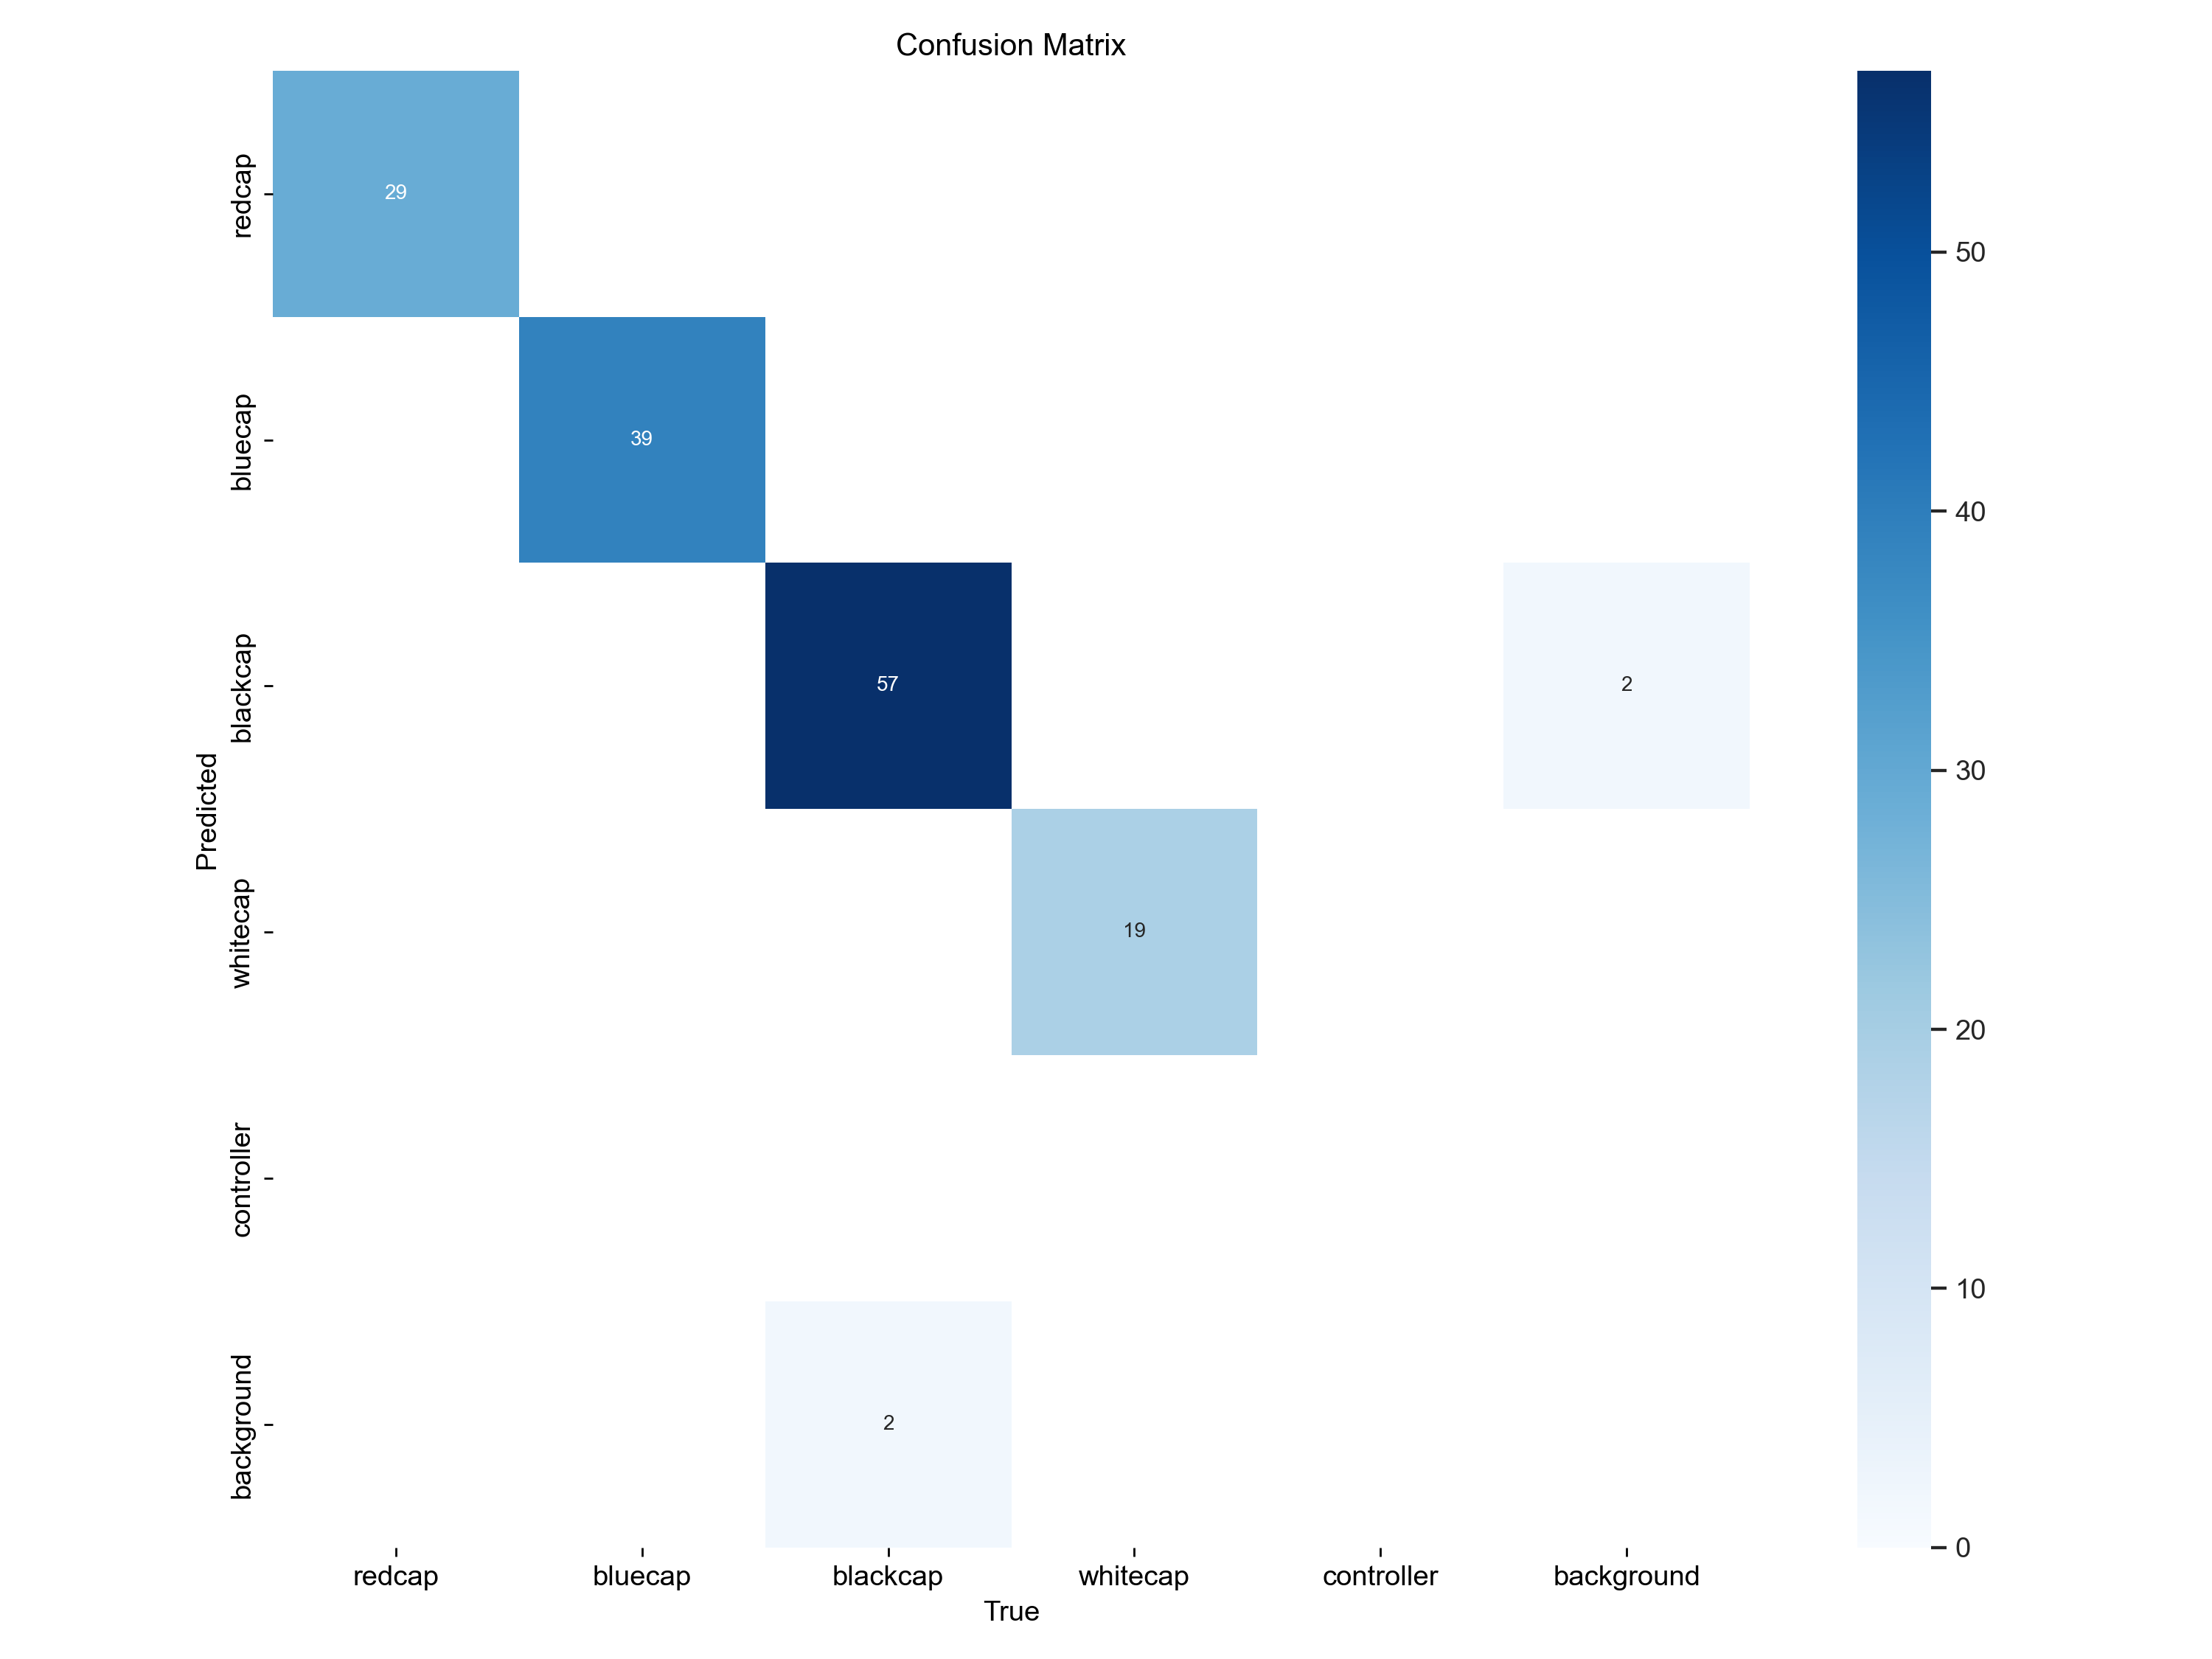 Confusion Matrix
redcap
29
bluecap
39
50
40
blackcap
57
2
Predicted
30
whitecap
19
20
controller
10
background
2
0
redcap bluecap blackcap whitecap controller background
True